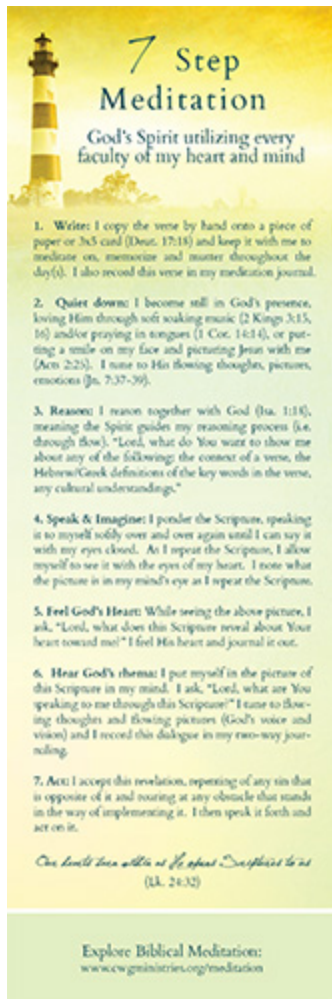 7 Step
Meditation
God's Spirit utilizing every
faculty of my heart and mind
1. Write: I copy the verse by hand onto a piece of
paper or 3x5 card (Deut. 17:18) and keep it with me to
meditate on, memorize and mutter throughout the
day(s). I also record this verse in my meditation journal.
2. Quiet down: I become still in God's presence,
loving Him through soft soaking music (2 Kings 3:15,
16) and/or praying in tongues (1 Cor. 14:14), or put-
ting a smile on my face and picturing Jesus with me
(Acts 2:25). I tune to His flowing thoughts, pictures,
emotions (Jn. 7:37-39).
3. Reason: I reason together with God (Isa. 1:18),
meaning the Spirit guides my reasoning process (i.e.
through flow). "Lord, what do You want to show me
about any of the following: the context of a verse, the
Hebrew/Greek definitions of the key words in the verse,
any cultural understandings."
4. Speak & Imagine: I ponder the Scripture, speaking
it to myself softly over and over again until I can say it
with my eyes closed. As I repeat the Scripture, I allow
myself to see it with the eyes of my heart. I note what
the picture is in my mind's eye as I repeat the Scripture.
5. Feel God's Heart: While seeing the above picture, I
ask, "Lord, what does this Scripture reveal about Your
heart toward me?" I feel His heart and journal it out.
6. Hear God's rhema: I put myself in the picture of
this Scripture in my mind. I ask, "Lord, what are You
speaking to me through this Scripture?" I tune to flow-
ing thoughts and flowing pictures (God's voice and
vision) and I record this dialogue in my two-way jour-
naling.
7. Act: I accept this revelation, repenting of any sin that
is opposite of it and roaring at any obstacle that stands
in the way of implementing it. I then speak it forth and
act on it.
Our hearts burn within us as He opens Scriptures to us
(Lk. 24:32)
Explore Biblical Meditation:
www.cwgministries.org/meditation